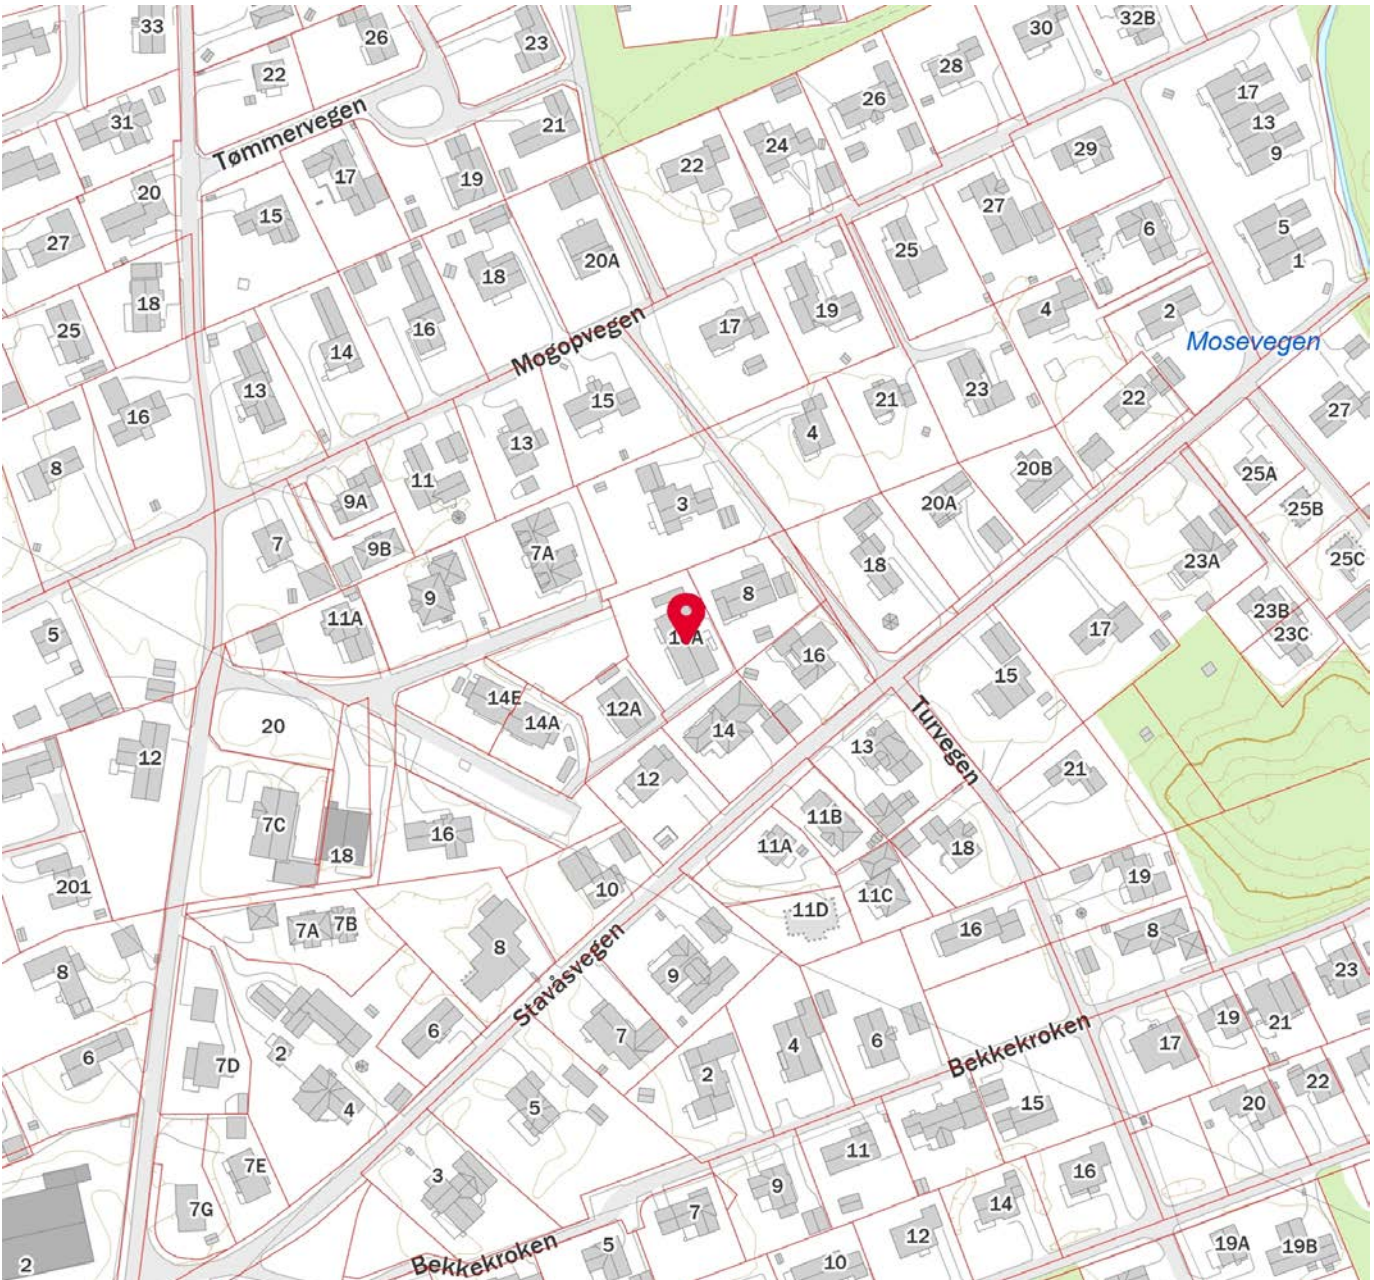 33
26
23
22
30
32B
28
17
26
13
9
31
21
Tømmervegen
24
29
22
17
19
20
15
27
6
5
27
25
20A
1
18
18
4
2
19
25
16
17
14
Mogopvegen
Mosevegen
13
23
21
22
15
27
16
13
4
8
20B
25A
11
9A
3
20A
25B
7
9B
7A
25C
18
23A
9
8
23B
11A
17
5
23C
16
15
14E
12A
14A
20
14
Turvegen
13
12
21
12
7C
11B
16
11A
18
18
19
201
10
11C
11D
7A
7B
16
8
8
8
9
23
Stavåsvegen
6
19
21
7
4
6
17
2
6
7D
Bekkekroken
2
22
5
4
15
20
11
7E
16
3
9
14
7G
7
12
5
19A
19B
Bekkekroken
10
2